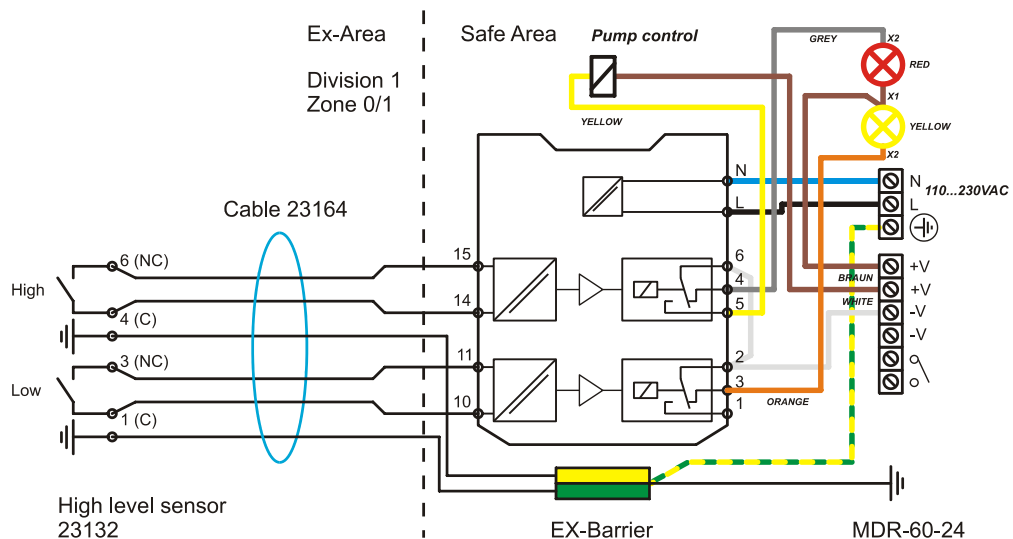 Ex-Area
Safe Area
Pump control
GREY
X2
RED
Division 1
Zone 0/1
X1
YELLOW
YELLOW
X2
N
N
110...230VAC
L
L
Cable 23164
6 (NC)
15
6
+V
BRAUN
High
4
+V
14
5
WHITE
-V
4 (C)
-V
3 (NC)
11
2
Low
3
10
1
ORANGE
1 (C)
High level sensor
23132
EX-Barrier
MDR-60-24